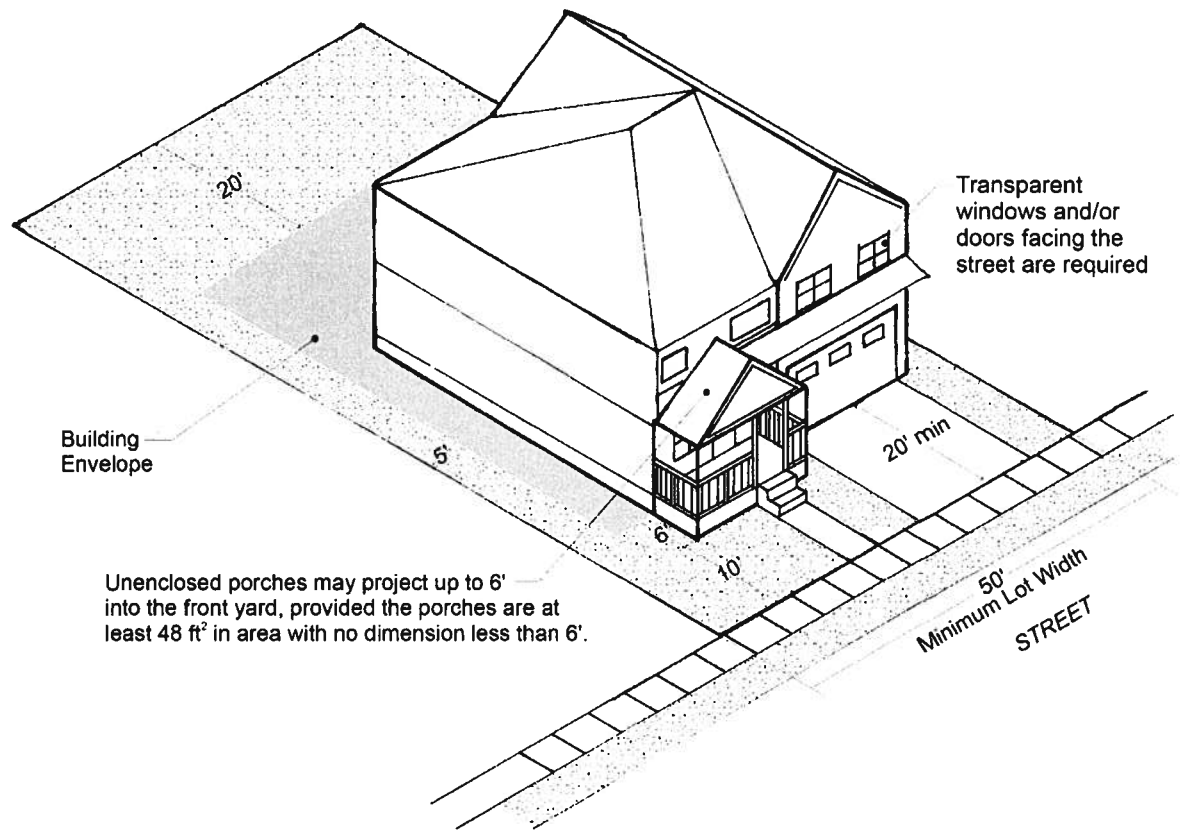 20'
Transparent
windows and/or
doors facing the
street are required
Building
Envelope
5'
20' min
6'
10'
Unenclosed porches may project up to 6'
into the front yard, provided the porches are at
least 48 ft² in area with no dimension less than 6'.
50'
Minimum Lot Width
STREET